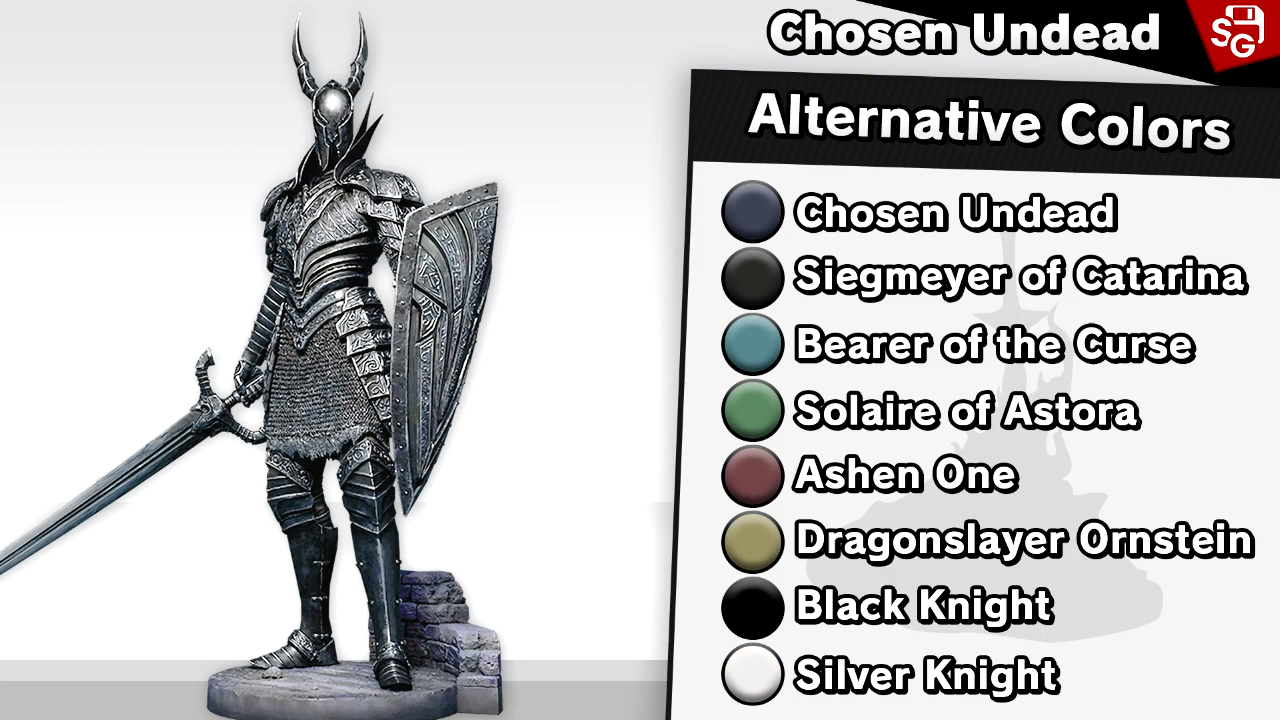 Chosen Undead
SG
Alternative Colors
Chosen Undead
Siegmeyer of Catarina
Bearer of the Curse
Solaire of Astora
Ashen One
Dragonslayer Ornstein
Black Knight
Silver Knight